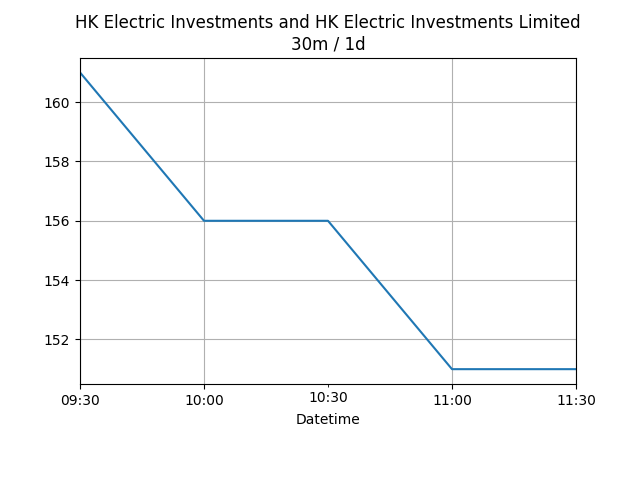 HK Electric Investments and HK Electric Investments Limited
30m / 1d
160
158
156
154
152
09:30 10:00 10:30 11:00 11:30
Datetime